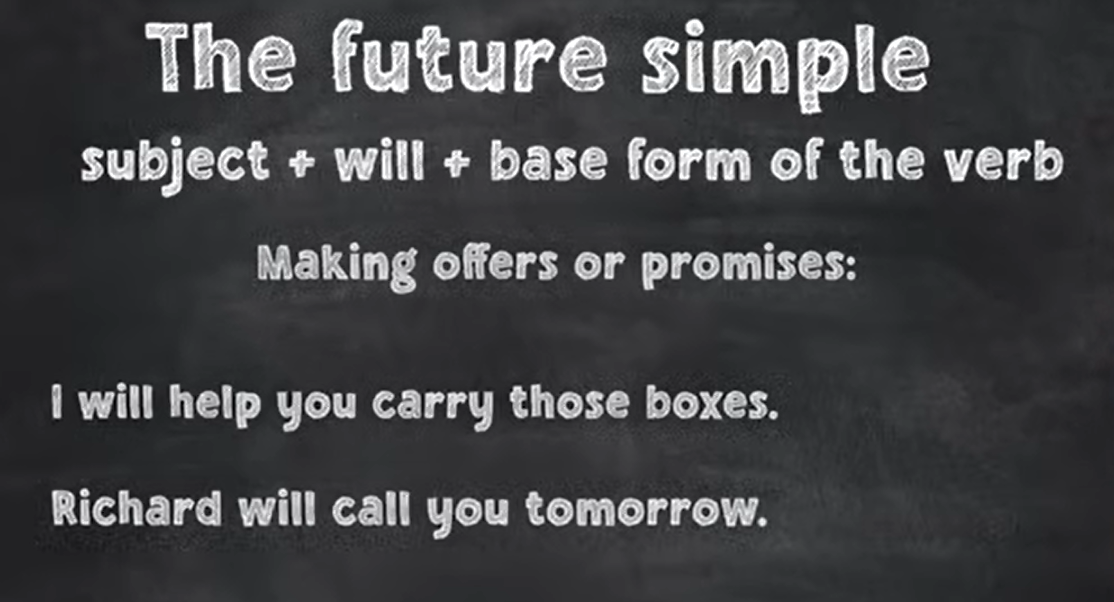 The future simple
subject + will + base form of the verb
Making offers or promises:
I will help you carry those boxes.
Richard will call you tomorrow.